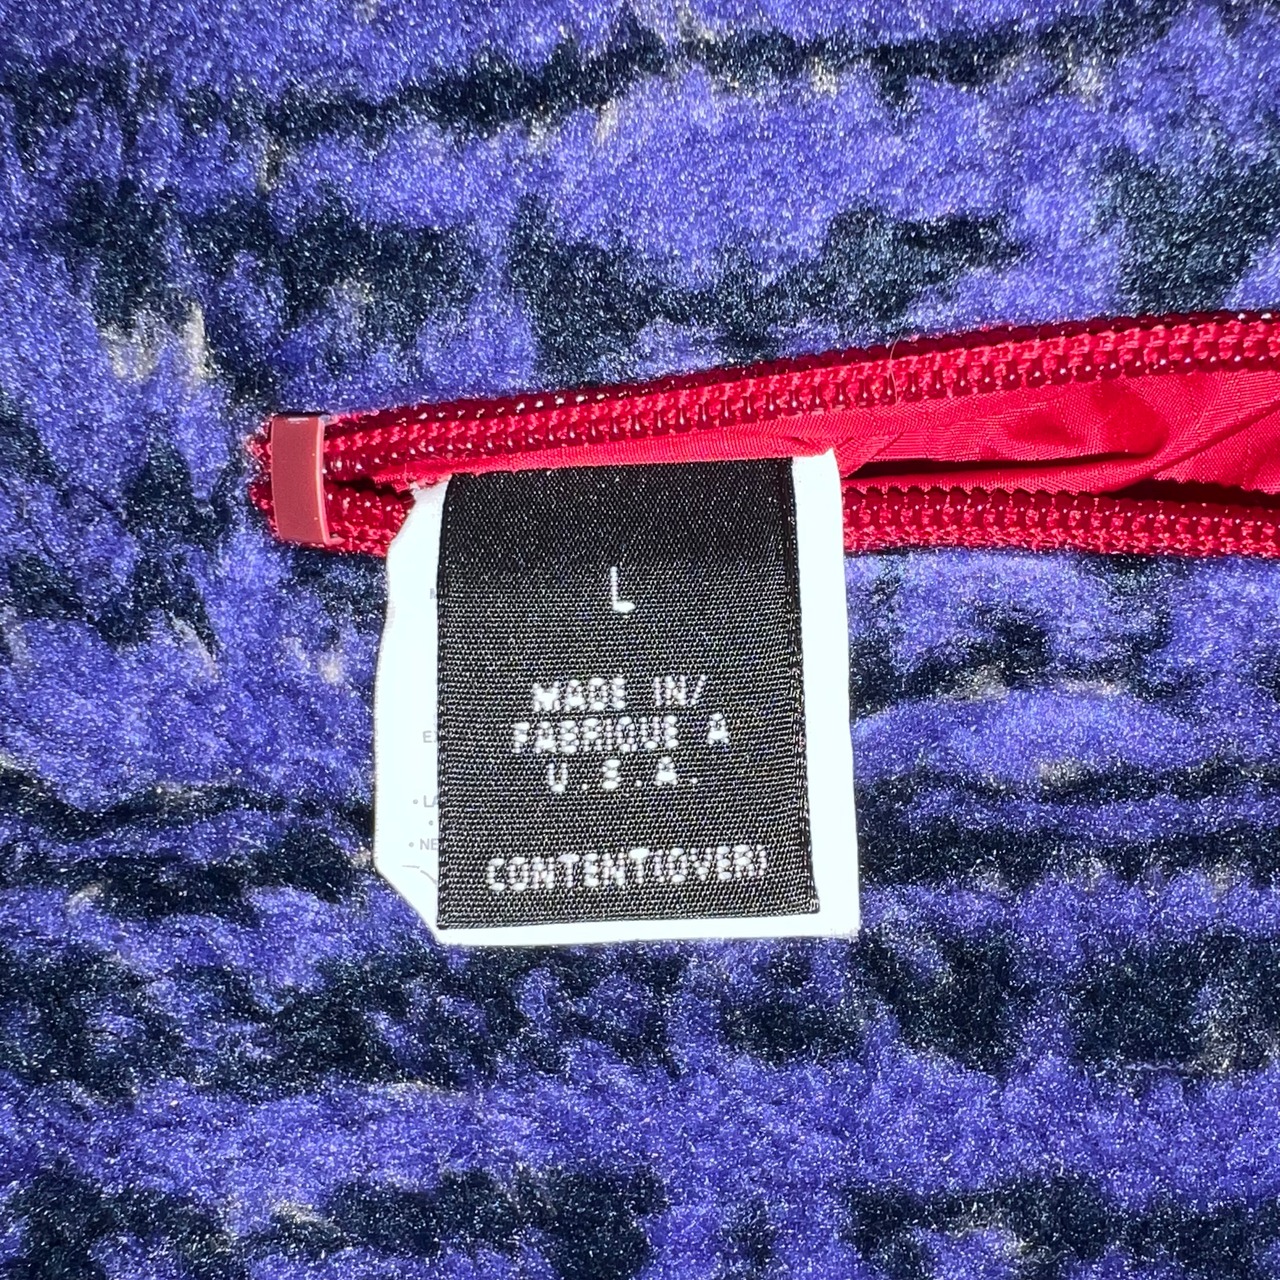 L
MADE IN/
FABRIQUE A
U.S.A.
CONTENT(OVER)